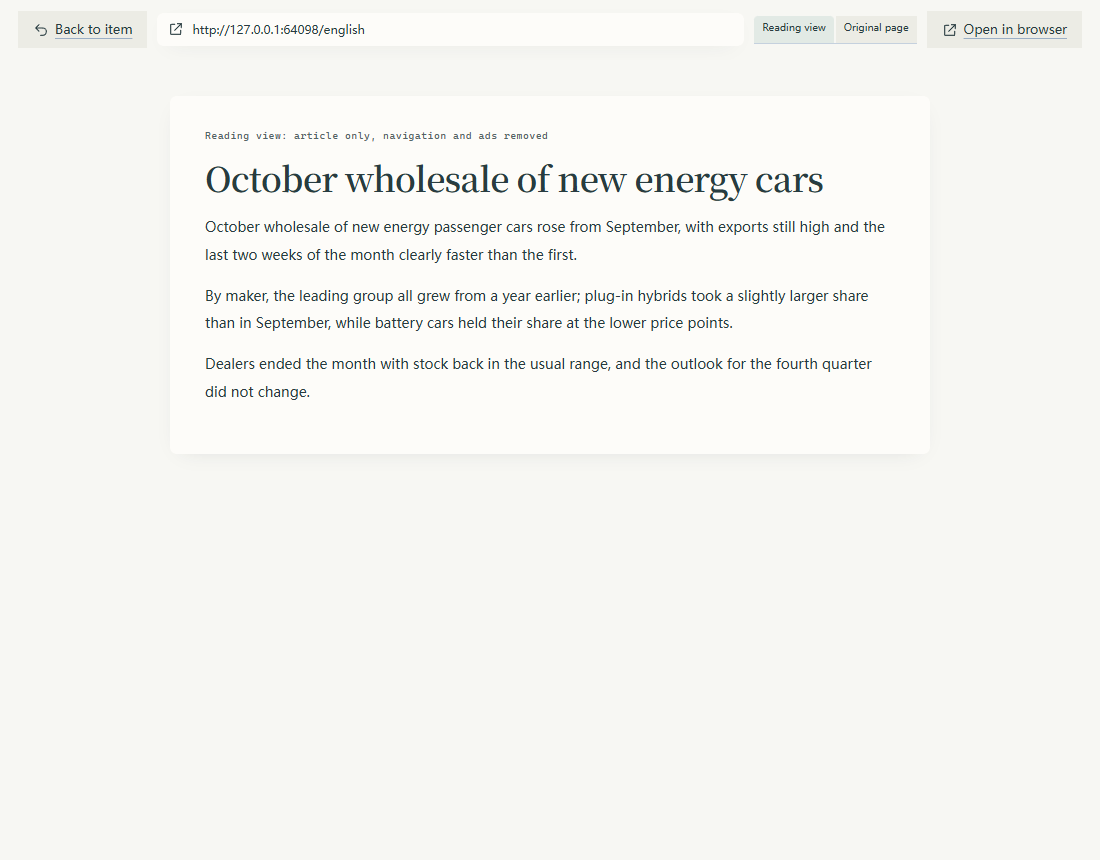 Back to item
http://127.0.0.1:64098/english
Reading view
Original page
Open in browser
Reading view: article only, navigation and ads removed
October wholesale of new energy cars
October wholesale of new energy passenger cars rose from September, with exports still high and the
last two weeks of the month clearly faster than the first.
By maker, the leading group all grew from a year earlier; plug-in hybrids took a slightly larger share
than in September, while battery cars held their share at the lower price points.
Dealers ended the month with stock back in the usual range, and the outlook for the fourth quarter
did not change.